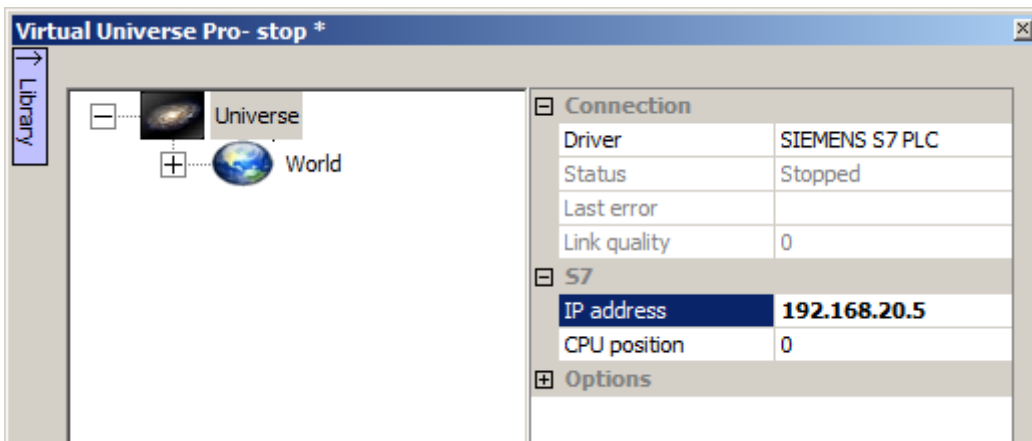 Virtual Universe Pro- stop *
Library
Universe
World
Connection
Driver SIEMENS S7 PLC
Status Stopped
Last error
Link quality 0
S7
IP address 192.168.20.5
CPU position 0
Options